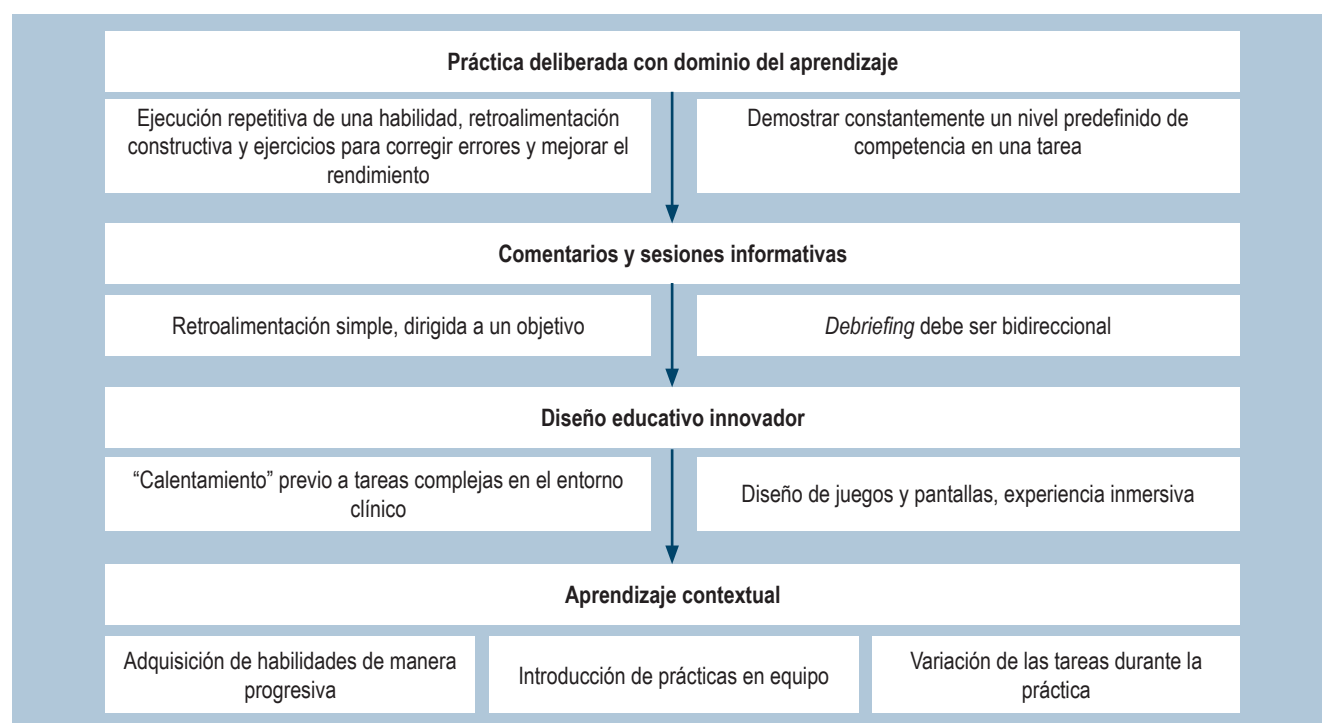 Práctica deliberada con dominio del aprendizaje
Ejecución repetitiva de una habilidad, retroalimentación
constructiva y ejercicios para corregir errores y mejorar el
rendimiento
Demostrar constantemente un nivel predefinido de
competencia en una tarea
Comentarios y sesiones informativas
Retroalimentación simple, dirigida a un objetivo
Debriefing debe ser bidireccional
Diseño educativo innovador
“Calentamiento” previo a tareas complejas en el entorno
clínico
Diseño de juegos y pantallas, experiencia inmersiva
Aprendizaje contextual
Adquisición de habilidades de manera
progresiva
Introducción de prácticas en equipo
Variación de las tareas durante la
práctica